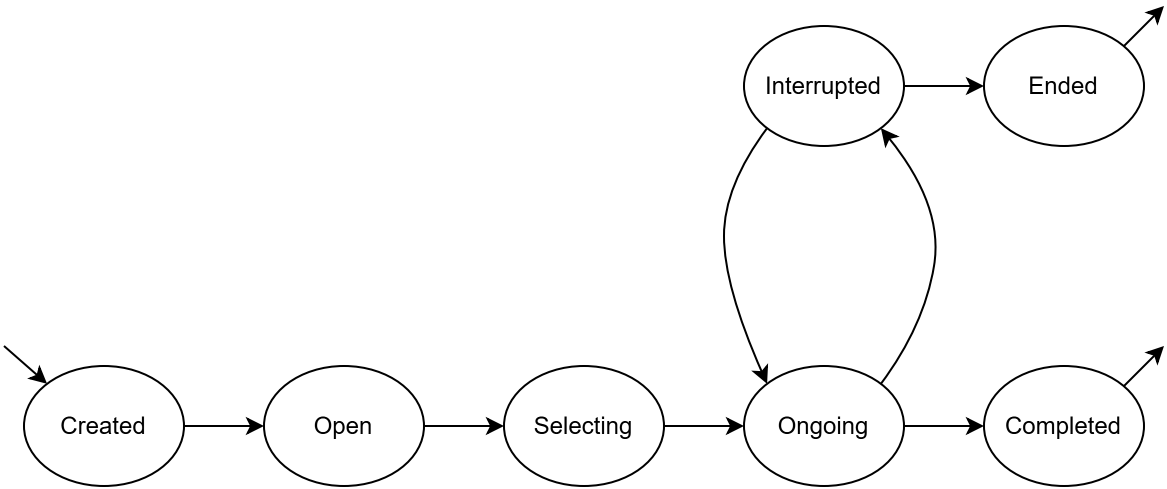 Interrupted
Ended
Created
Open
Selecting
Ongoing
Completed